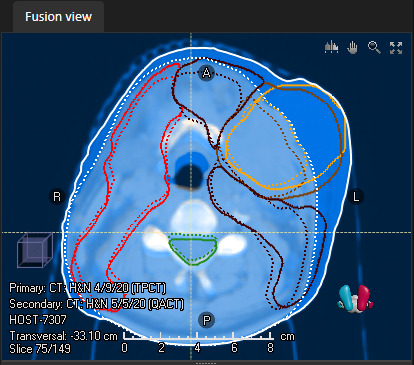 Fusion view
A
R
L
P
Primary: CT: H&N 4/9/20 (TPCT)
Secondary: CT: H&N 5/5/20 (QACT)
HOST-7307
Transversal: -33.10 cm
Slice 75/149
0 2 4 6 8 cm